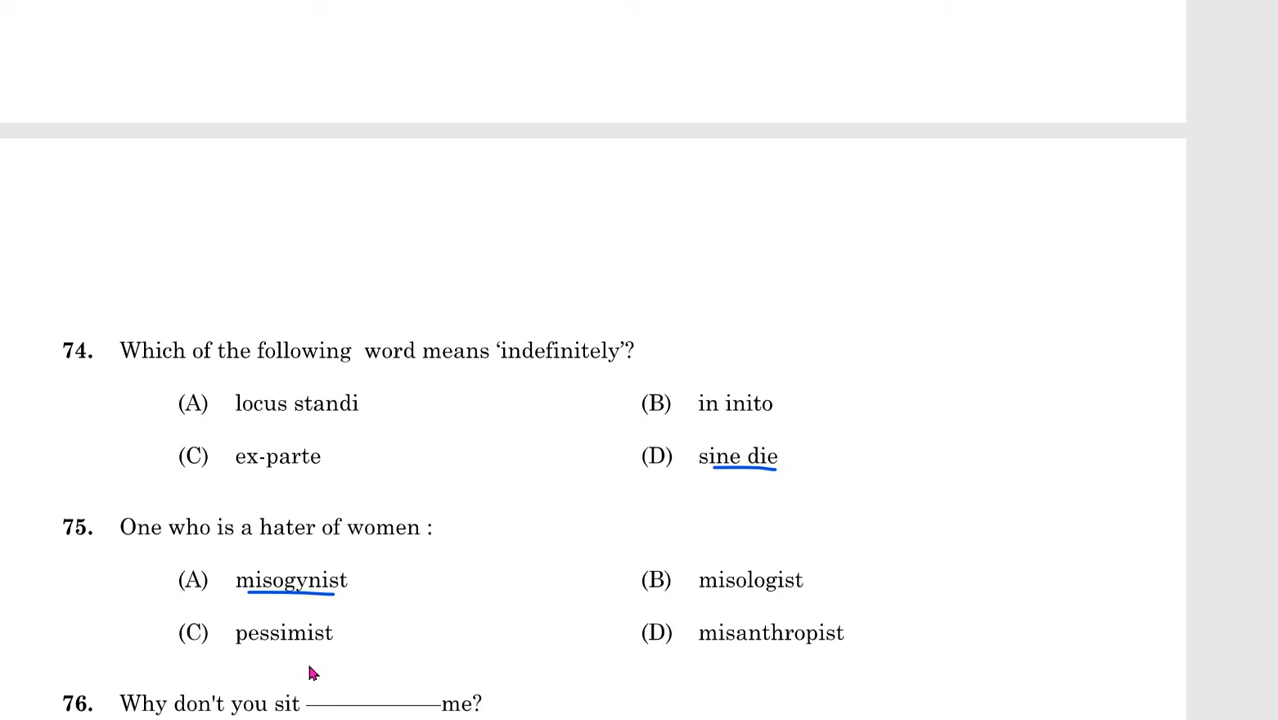 74. Which of the following word means ‘indefinitely’?
(A) locus standi (B) in inito
(C) ex-parte (D) sine die
75. One who is a hater of women :
(A) misogynist (B) misologist
(C) pessimist (D) misanthropist
76. Why don't you sit ————— me?